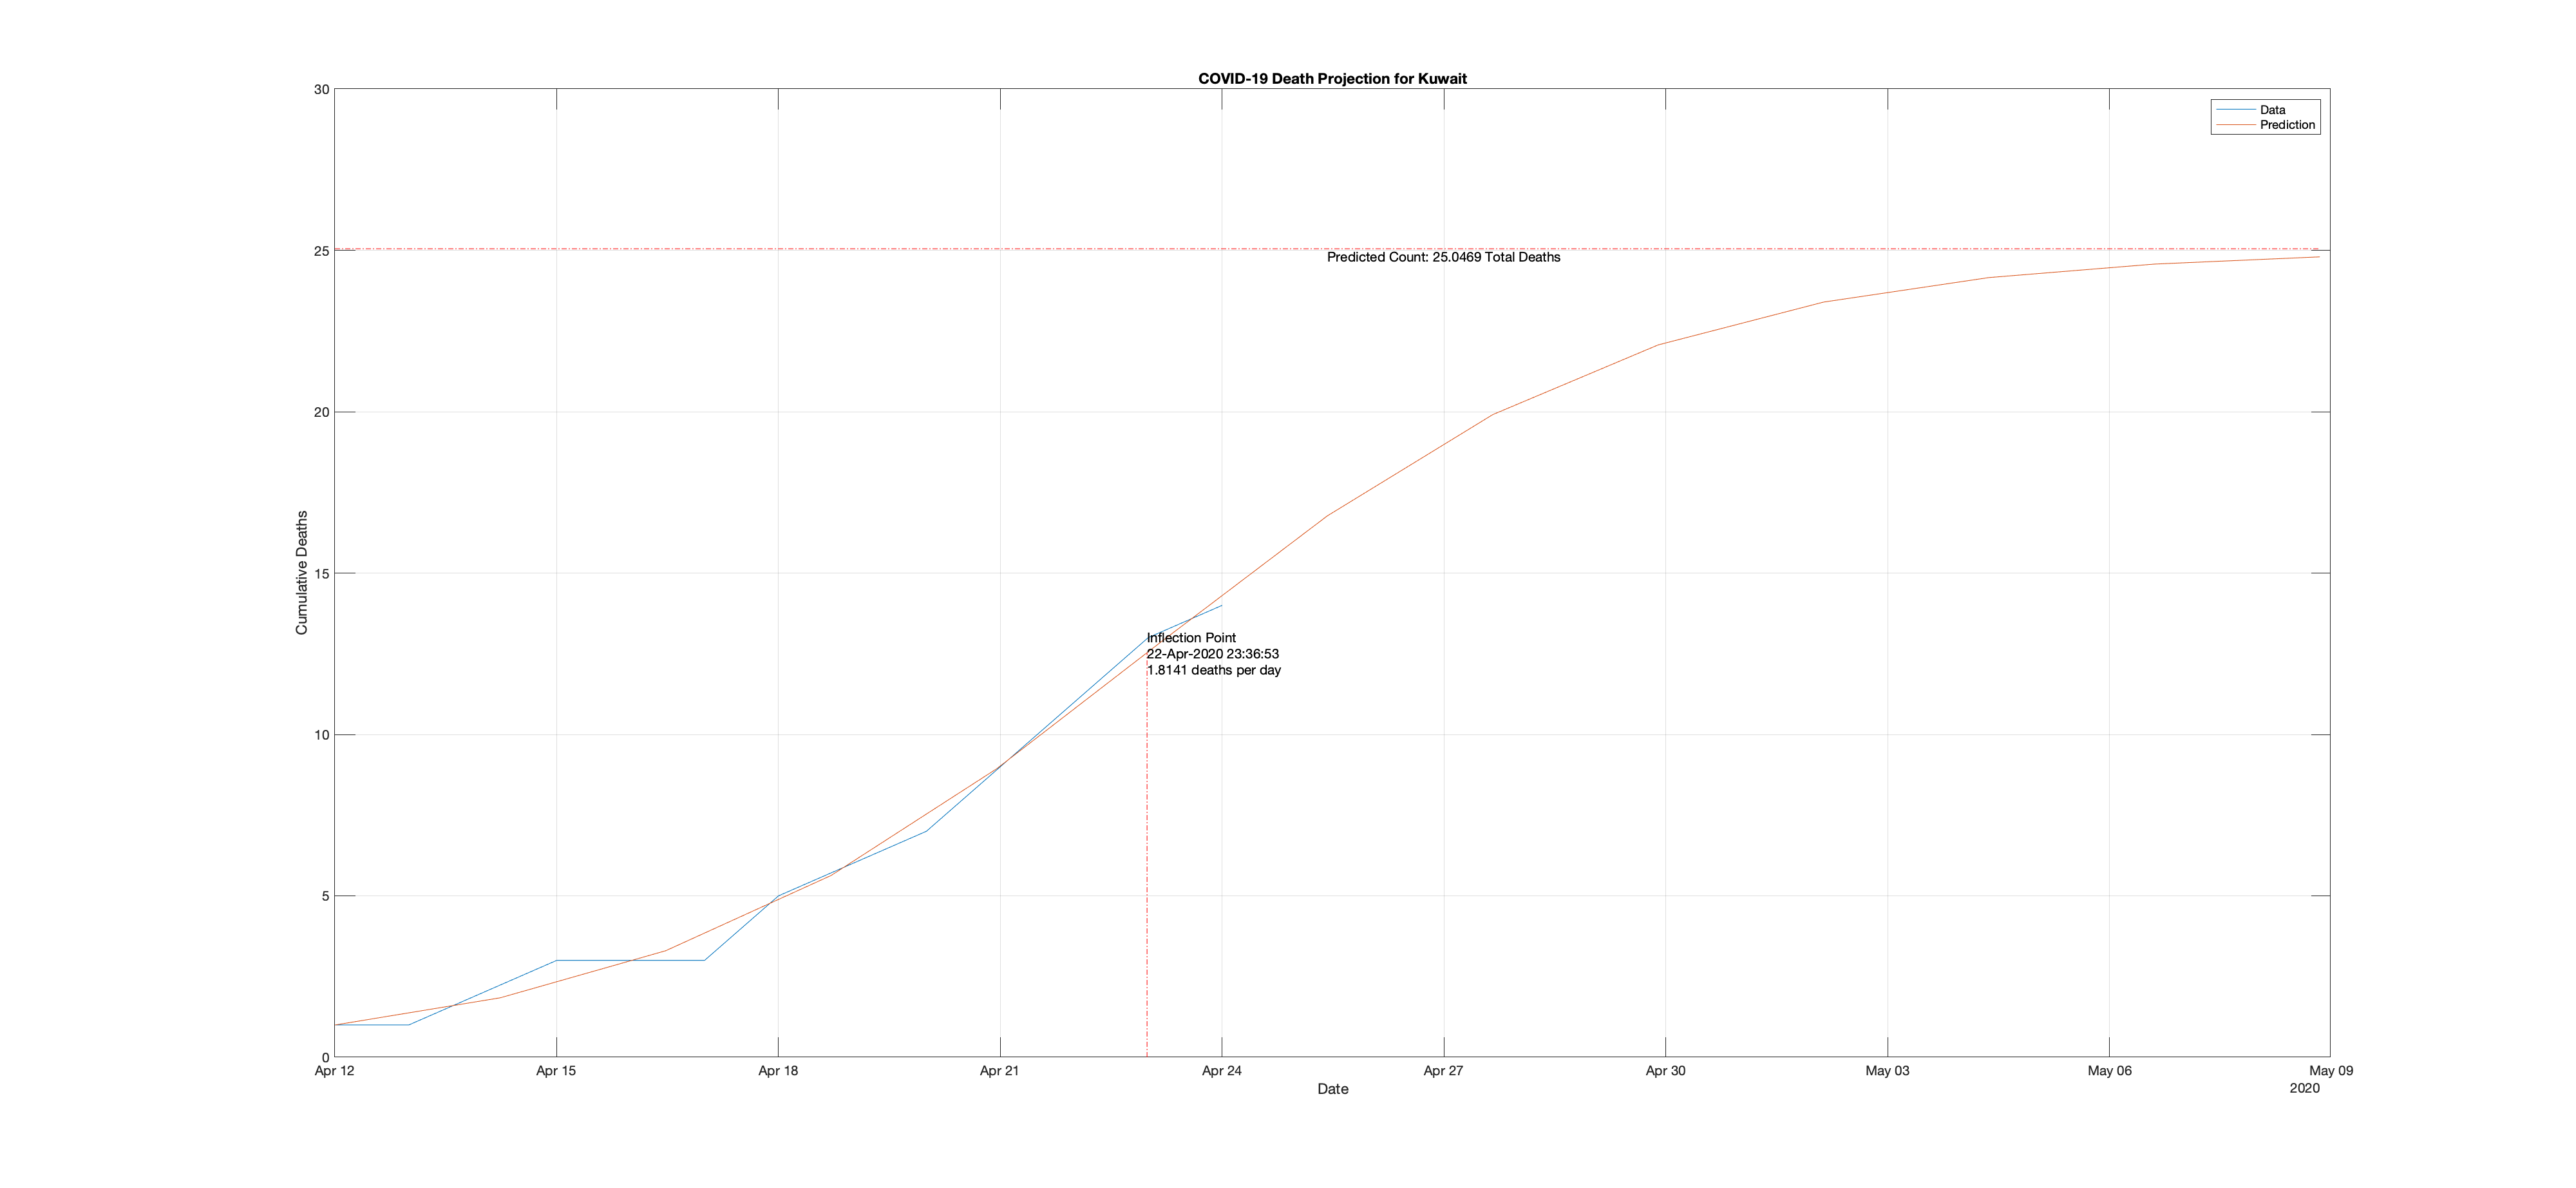 COVID-19 Death Projection for Kuwait
Data
Prediction
30
25
20
15
10
5
0
Cumulative Deaths
Predicted Count: 25.0469 Total Deaths
Inflection Point
22-Apr-2020 23:36:53
1.8141 deaths per day
Apr 12 Apr 15 Apr 18 Apr 21 Apr 24 Apr 27 Apr 30 May 03 May 06 May 09
2020
Date